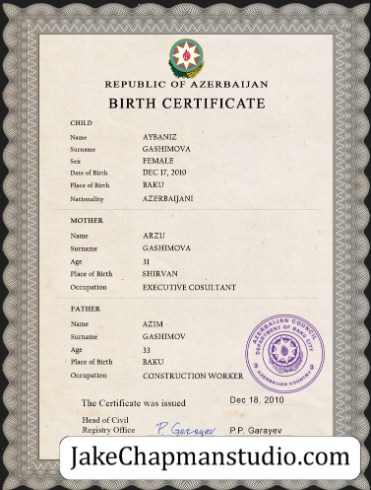 REPUBLIC OF AZERBAIJAN
BIRTH CERTIFICATE
CHILD
Name AYBANIZ
Surname GASHIMOVA
Sex FEMALE
Date of Birth DEC 17, 2010
Place of Birth BAKU
Nationality AZERBAIJANI
MOTHER
Name ARZU
Surname GASHIMOVA
Age 31
Place of Birth SHIRVAN
Occupation EXECUTIVE COSULTANT
FATHER
Name AZIM
Surname GASHIMOV
Age 33
Place of Birth BAKU
Occupation CONSTRUCTION WORKER
AZERBAIJAN COUNCIL
DEPARTMENT OF BAKU CITY
AZERBAIJAN COUNTRY
The Certificate was issued Dec 18, 2010
Head of Civil
Registry Office P. Garayev P.P. Garayev
JakeChapmanstudio.com